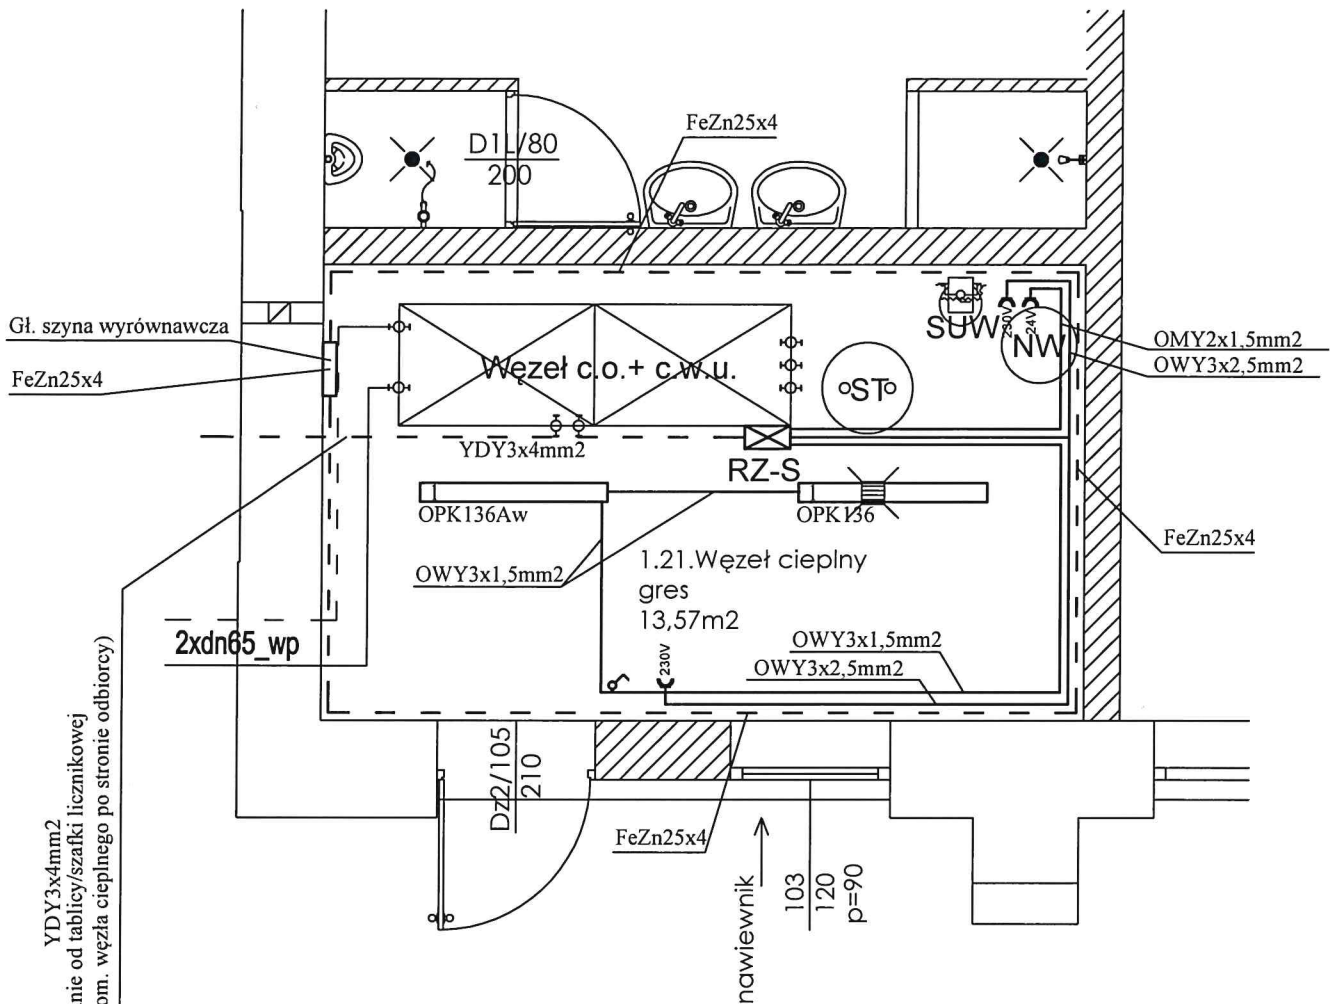 FeZn25x4
D1L/80
200
Gł. szyna wyrównawcza
FeZn25x4
Węzeł c.o.+ c.w.u.
SUW
230V
24V
NW
OMY2x1,5mm2
OWY3x2,5mm2
ST
YDY3x4mm2
RZ-S
OPK136Aw
OPK136
FeZn25x4
OWY3x1,5mm2
1.21.Węzeł cieplny
gres
13,57m2
2xdn65_wp
230V
OWY3x1,5mm2
OWY3x2,5mm2
Dz2/105
210
FeZn25x4
nawiewnik
103
120
p=90
YDY3x4mm2
nie od tablicy/szafki licznikowej
om. węzła cieplnego po stronie odbiorcy)